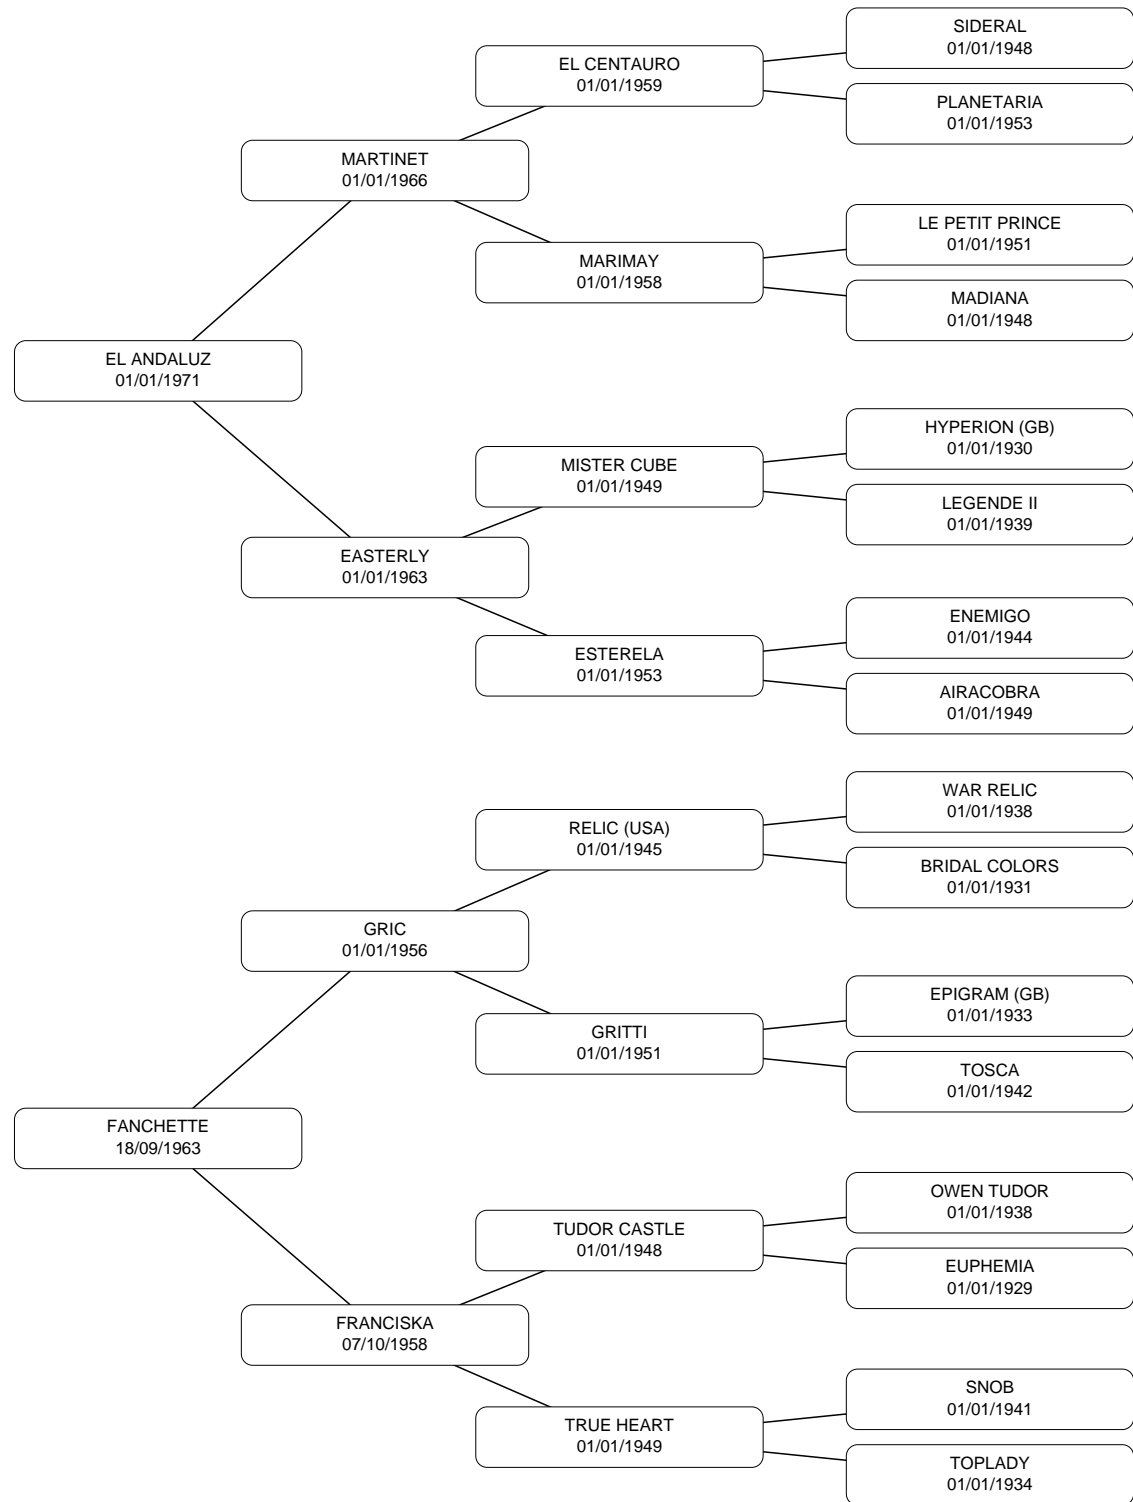 SIDERAL
01/01/1948
EL CENTAURO
01/01/1959
PLANETARIA
01/01/1953
MARTINET
01/01/1966
LE PETIT PRINCE
01/01/1951
MARIMAY
01/01/1958
MADIANA
01/01/1948
EL ANDALUZ
01/01/1971
HYPERION (GB)
01/01/1930
MISTER CUBE
01/01/1949
LEGENDE II
01/01/1939
EASTERLY
01/01/1963
ENEMIGO
01/01/1944
ESTERELA
01/01/1953
AIRACOBRA
01/01/1949
WAR RELIC
01/01/1938
RELIC (USA)
01/01/1945
BRIDAL COLORS
01/01/1931
GRIC
01/01/1956
EPIGRAM (GB)
01/01/1933
GRITTI
01/01/1951
TOSCA
01/01/1942
FANCHETTE
18/09/1963
OWEN TUDOR
01/01/1938
TUDOR CASTLE
01/01/1948
EUPHEMIA
01/01/1929
FRANCISKA
07/10/1958
SNOB
01/01/1941
TRUE HEART
01/01/1949
TOPLADY
01/01/1934